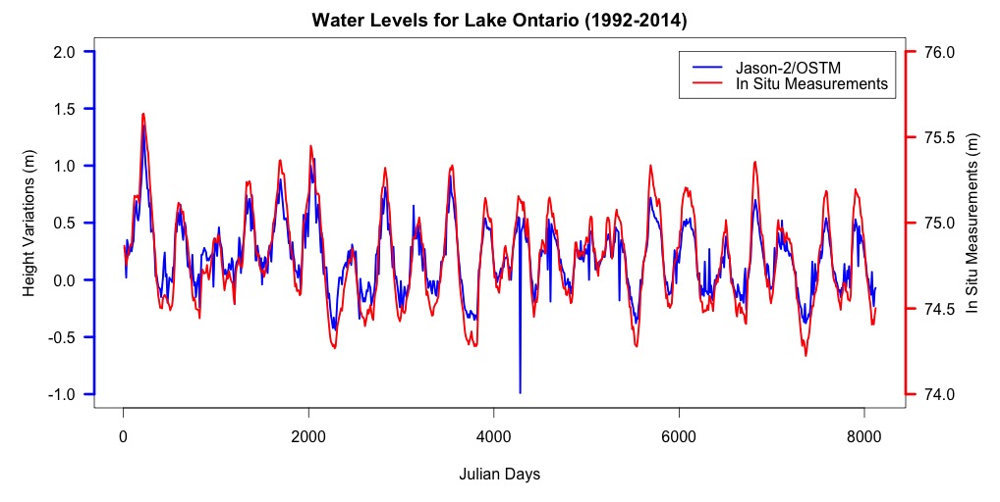 Water Levels for Lake Ontario (1992-2014)
Jason-2/OSTM
In Situ Measurements
Height Variations (m)
2.0
1.5
1.0
0.5
0.0
-0.5
-1.0
76.0
75.5
75.0
74.5
74.0
In Situ Measurements (m)
0 2000 4000 6000 8000
Julian Days